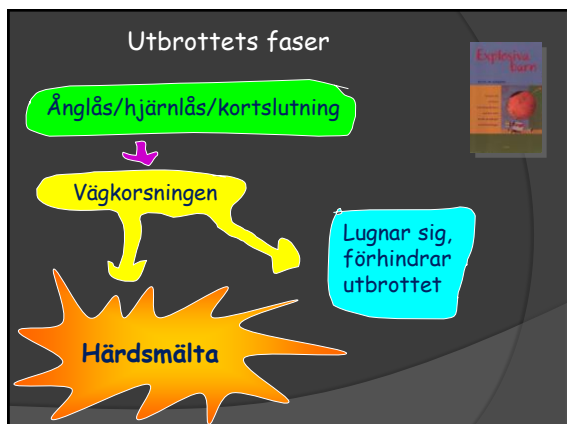 Utbrottets faser
Explosiva
barn
Ånglås/hjärnlås/kortslutning
Vägkorsningen
Lugnar sig,
förhindrar
utbrottet
Härdsmälta